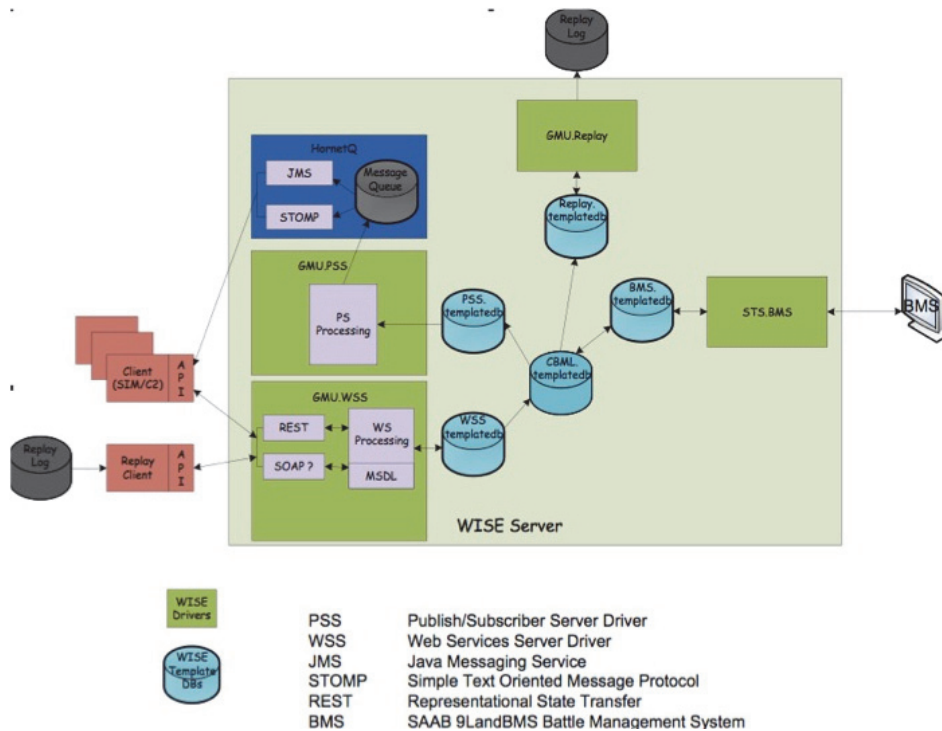 Replay
Log
GMU.Replay
HornetQ
JMS
Message
Queue
STOMP
Replay.
templatedb
GMU.PSS
PS
Processing
PSS.
templatedb
BMS.
templatedb
STS.BMS
BMS
Client
(SIM/C2)
A
P
I
CBML.
templatedb
GMU.WSS
REST
WS
Processing
SOAP ?
MSDL
WSS
templatedb
Replay
Log
Replay
Client
A
P
I
WISE Server
WISE
Drivers
WISE
Template
DBs
PSS Publish/Subscriber Server Driver
WSS Web Services Server Driver
JMS Java Messaging Service
STOMP Simple Text Oriented Message Protocol
REST Representational State Transfer
BMS SAAB 9LandBMS Battle Management System